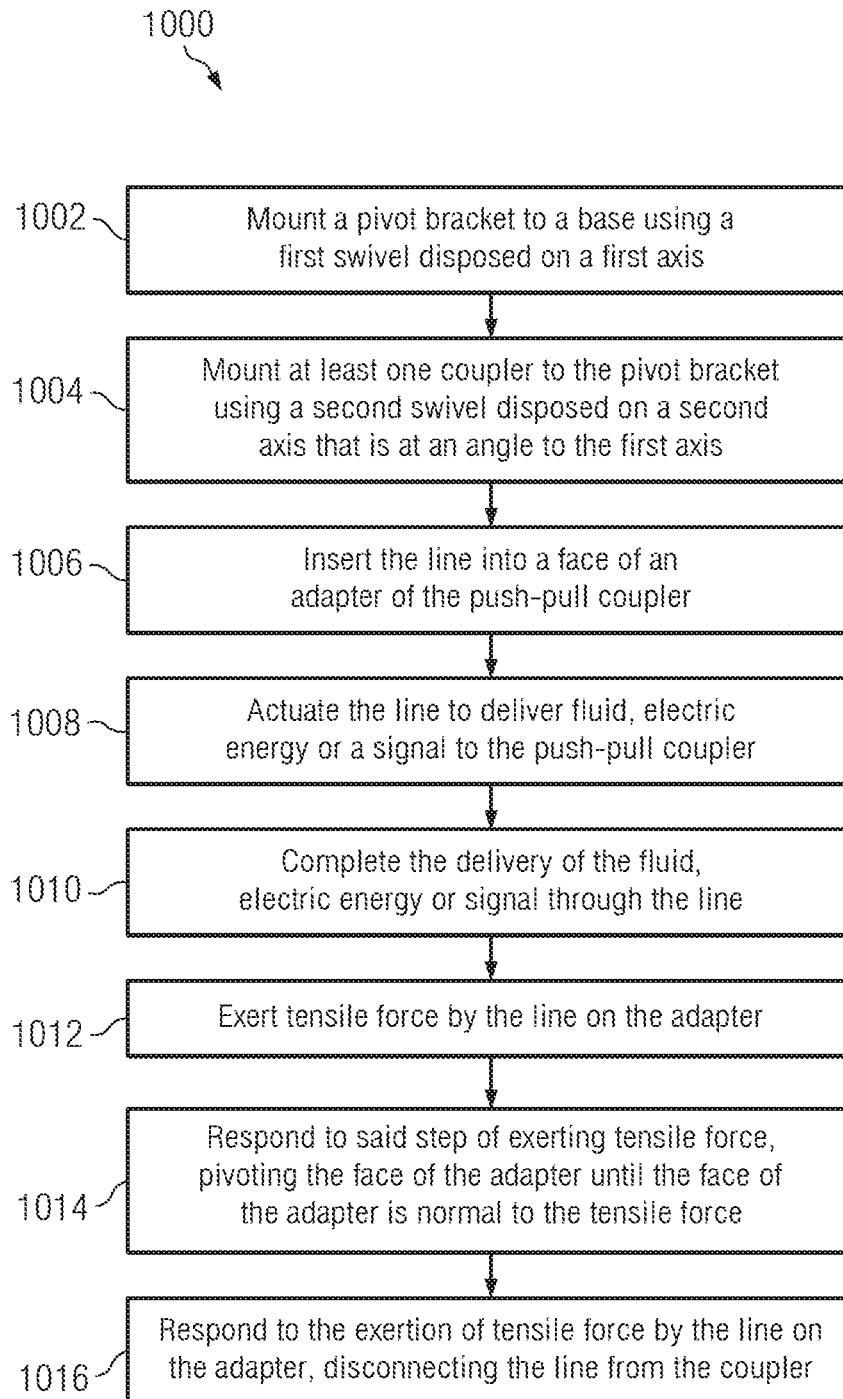 1000
1002
Mount a pivot bracket to a base using a
first swivel disposed on a first axis
1004
Mount at least one coupler to the pivot bracket
using a second swivel disposed on a second
axis that is at an angle to the first axis
1006
Insert the line into a face of an
adapter of the push-pull coupler
1008
Actuate the line to deliver fluid, electric
energy or a signal to the push-pull coupler
1010
Complete the delivery of the fluid,
electric energy or signal through the line
1012
Exert tensile force by the line on the adapter
1014
Respond to said step of exerting tensile force,
pivoting the face of the adapter until the face of
the adapter is normal to the tensile force
1016
Respond to the exertion of tensile force by the line on
the adapter, disconnecting the line from the coupler